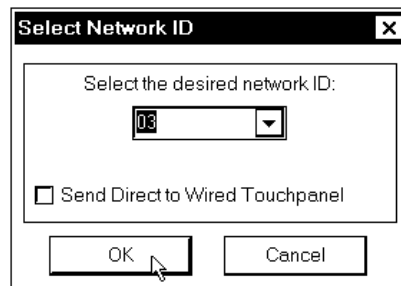 Select Network ID
Select the desired network ID:
03
Send Direct to Wired Touchpanel
OK
Cancel